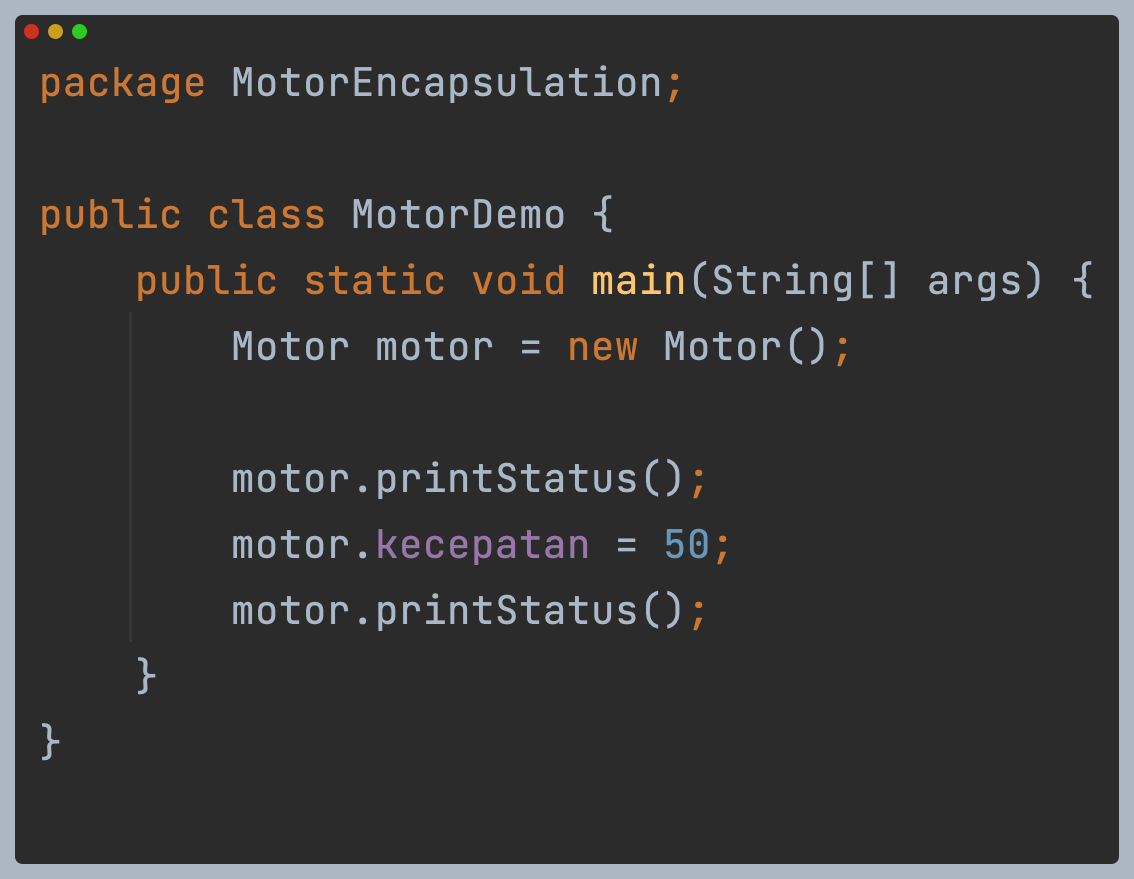 package MotorEncapsulation;
public class MotorDemo {
    public static void main(String[] args) {
        Motor motor = new Motor();
        motor.printStatus();
        motor.kecepatan = 50;
        motor.printStatus();
    }
}